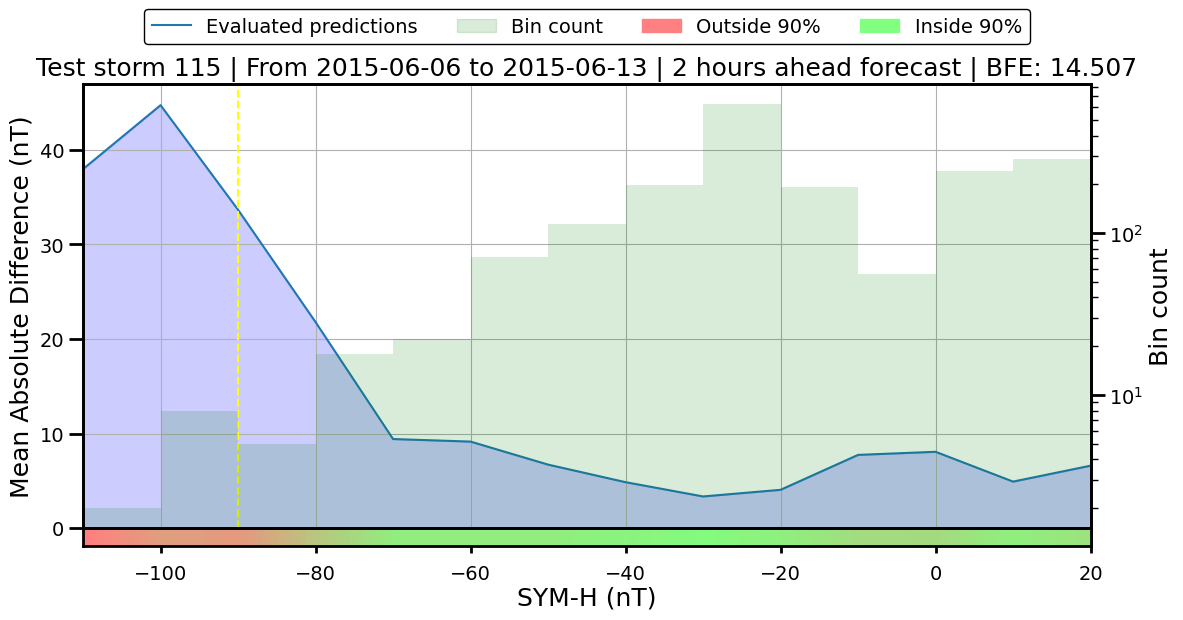 Evaluated predictions Bin count Outside 90% Inside 90%
Test storm 115 | From 2015-06-06 to 2015-06-13 | 2 hours ahead forecast | BFE: 14.507
Mean Absolute Difference (nT)
40
30
20
10
0
10²
10¹
Bin count
−100 −80 −60 −40 −20 0 20
SYM-H (nT)